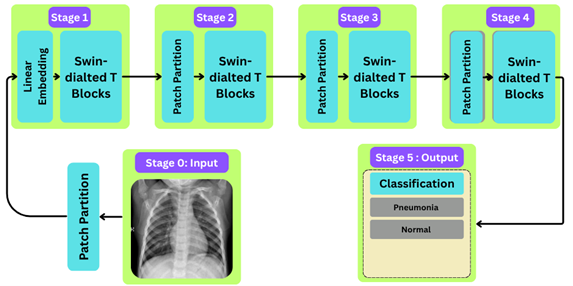 Stage 1
Linear
Embedding
Swin-
dialted T
Blocks
Stage 2
Patch Partition
Swin-
dialted T
Blocks
Stage 3
Patch Partition
Swin-
dialted T
Blocks
Stage 4
Patch Partition
Swin-
dialted T
Blocks
Patch Partition
Stage 0: Input
Stage 5 : Output
Classification
Pneumonia
Normal